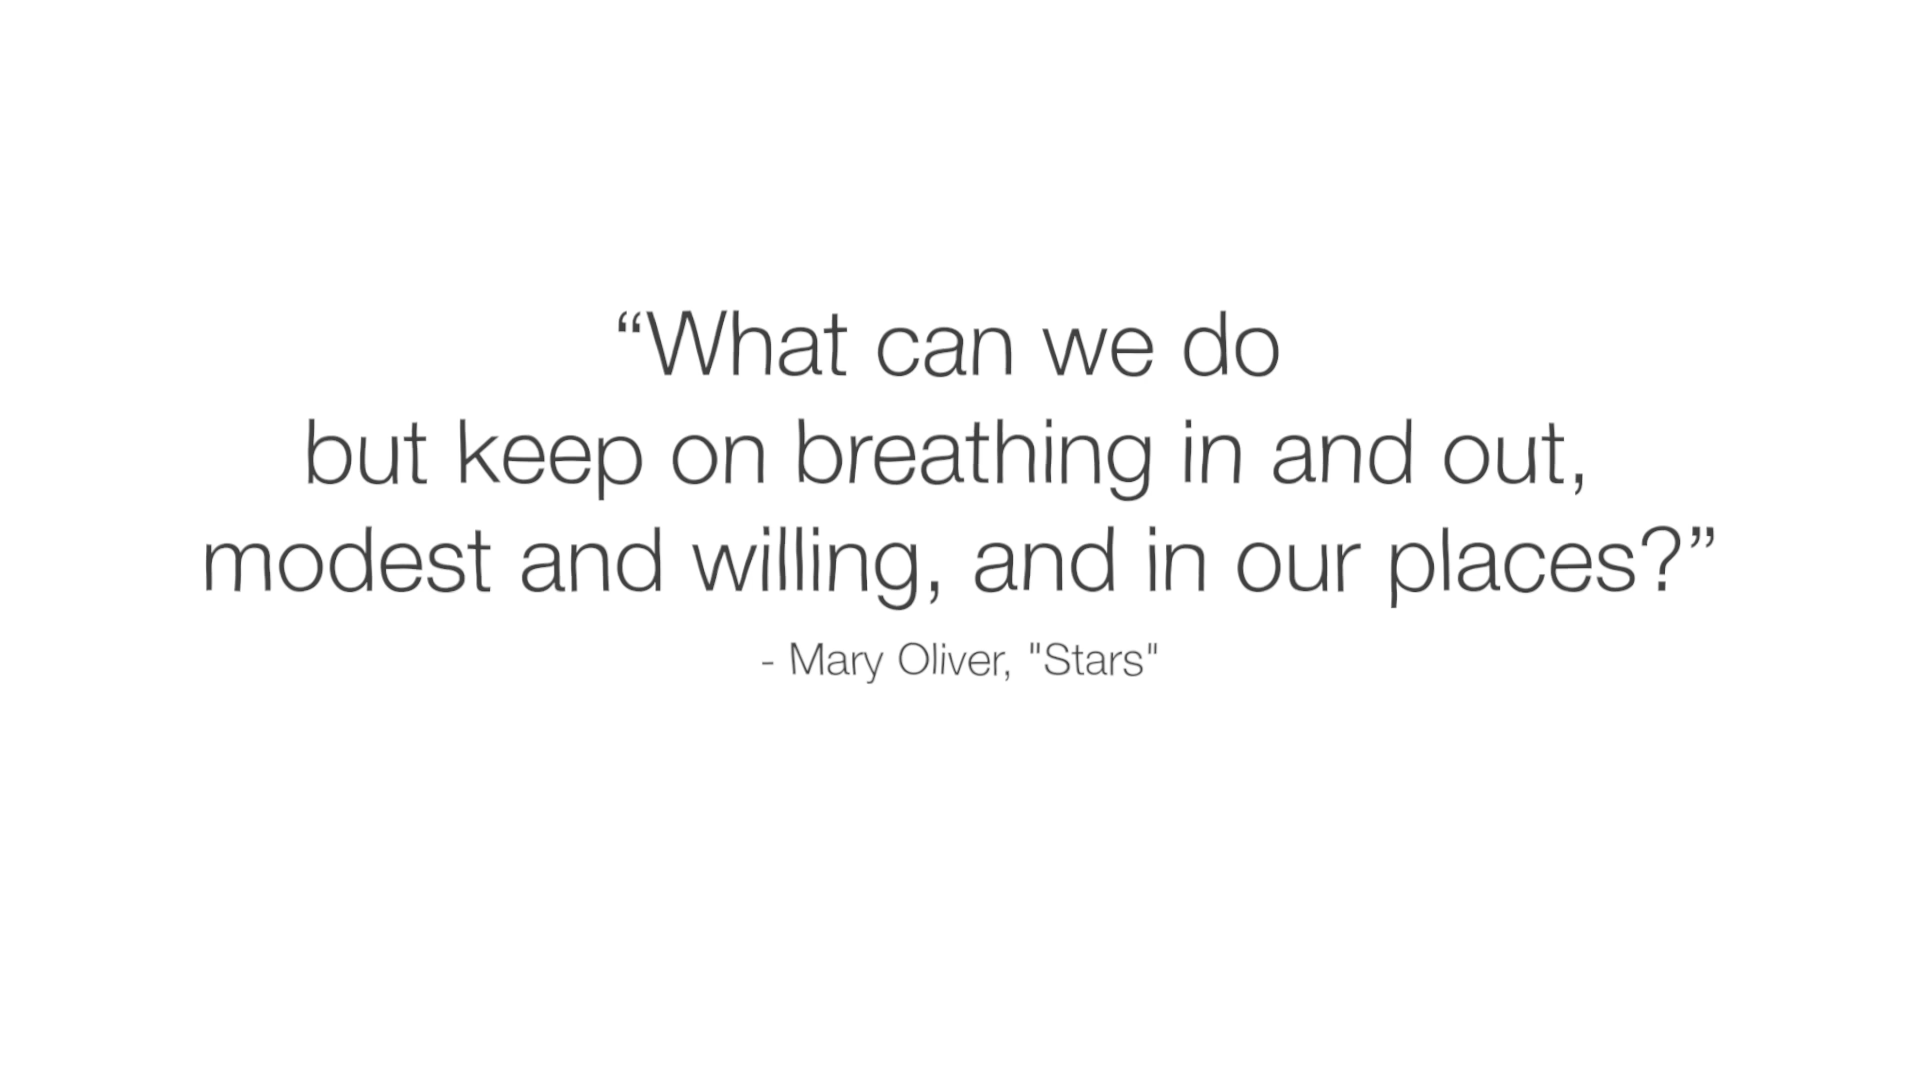 “What can we do
but keep on breathing in and out,
modest and willing, and in our places?”
- Mary Oliver, "Stars"